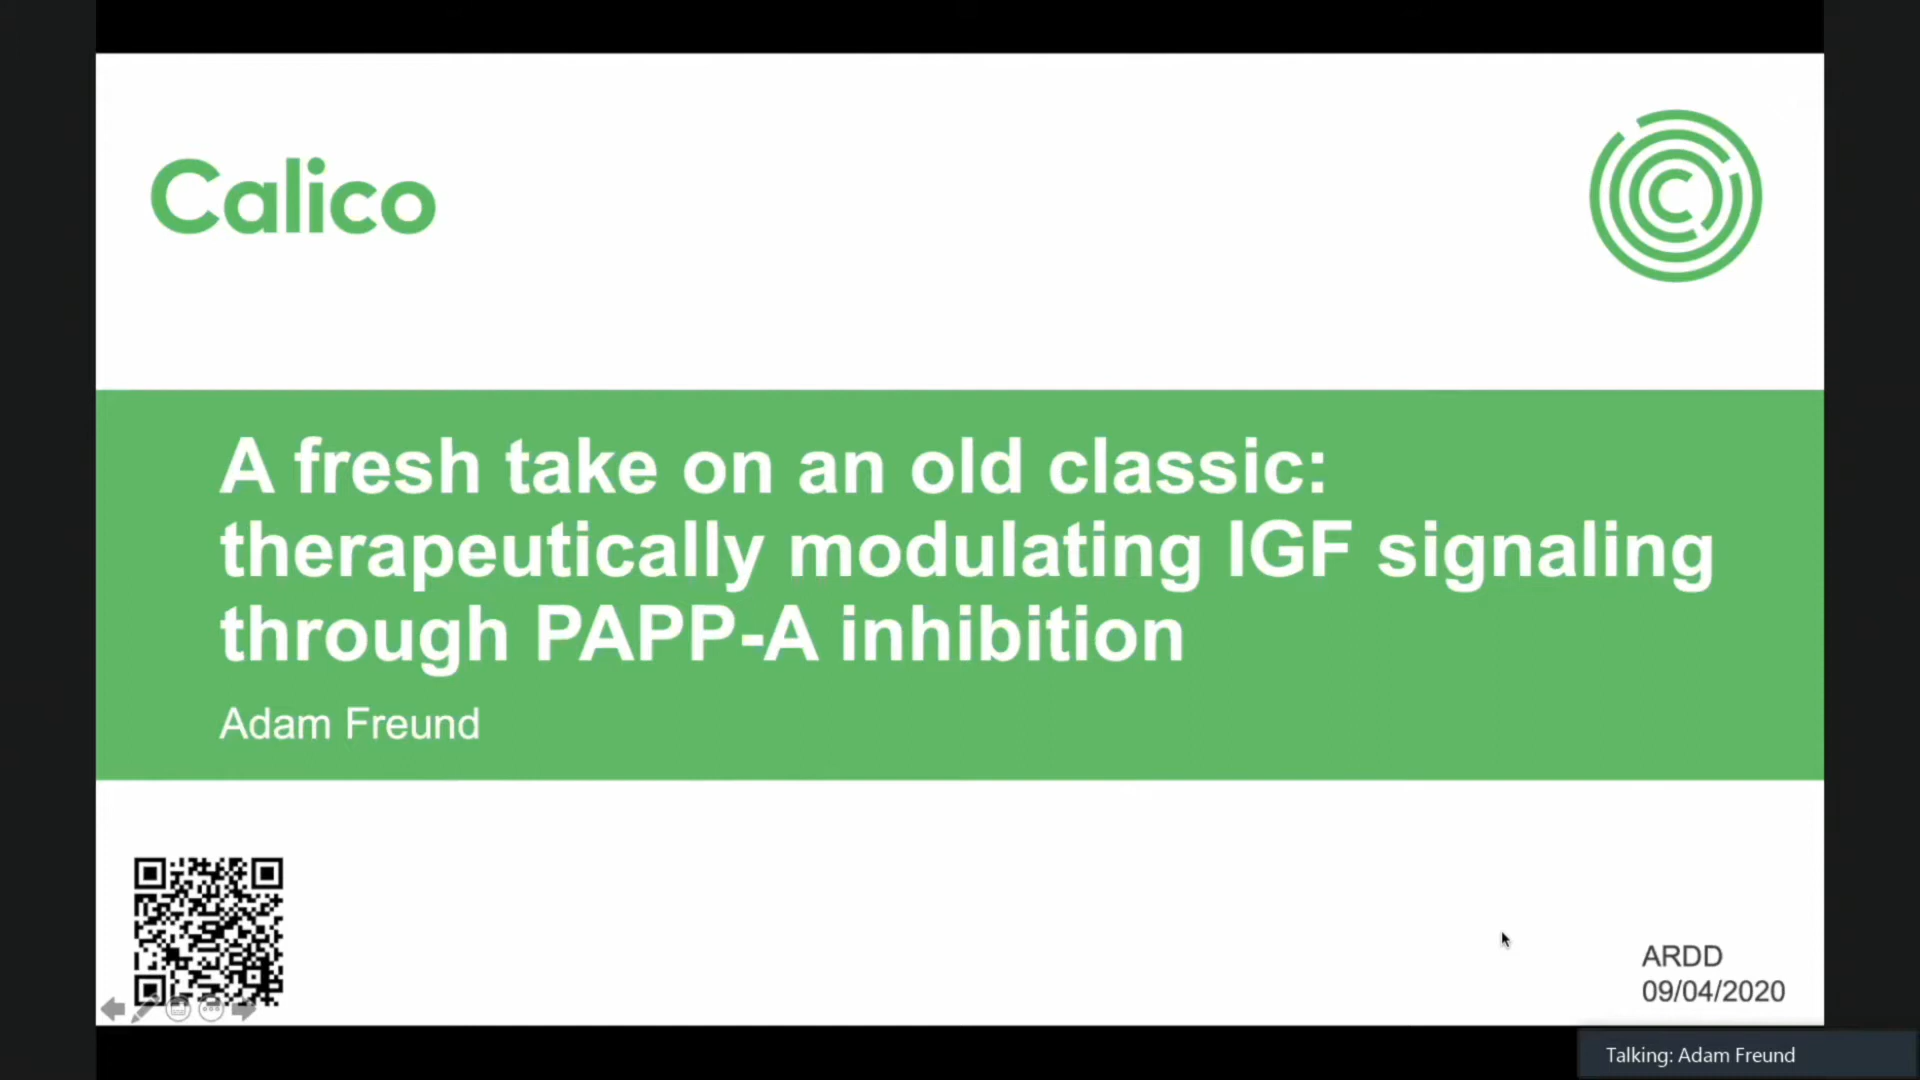 Calico
A fresh take on an old classic:
therapeutically modulating IGF signaling
through PAPP-A inhibition
Adam Freund
ARDD
09/04/2020
Talking: Adam Freund